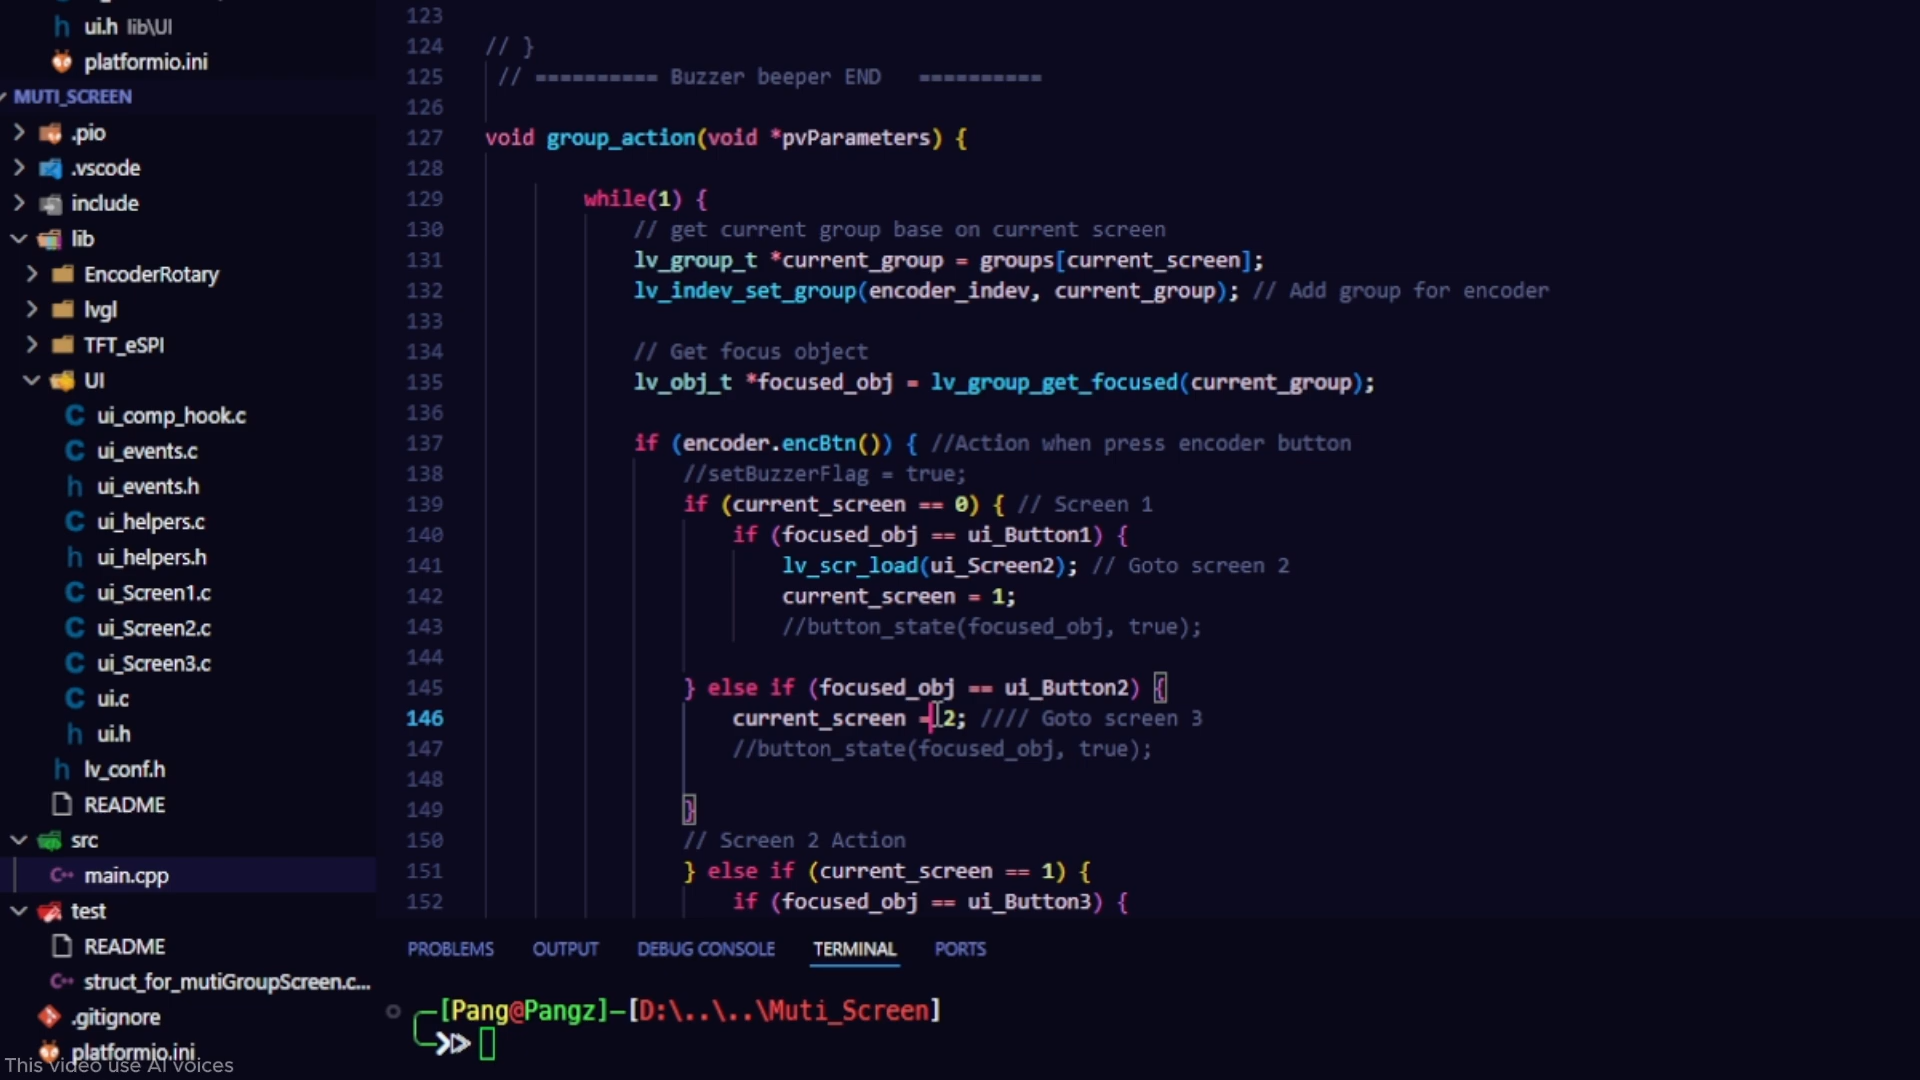 ui.h lib\UI
platformio.ini
MUTI_SCREEN
.pio
.vscode
include
lib
EncoderRotary
lvgl
TFT_eSPI
UI
ui_comp_hook.c
ui_events.c
ui_events.h
ui_helpers.c
ui_helpers.h
ui_Screen1.c
ui_Screen2.c
ui_Screen3.c
ui.c
ui.h
lv_conf.h
README
src
main.cpp
test
README
struct_for_mutiGroupScreen.c...
.gitignore
platformio.ini
This video use AI voices
123
124 // }
125 // ========== Buzzer beeper END ==========
126
127 void group_action(void *pvParameters) {
128
129 while(1) {
130 // get current group base on current screen
131 lv_group_t *current_group = groups[current_screen];
132 lv_indev_set_group(encoder_indev, current_group); // Add group for encoder
133
134 // Get focus object
135 lv_obj_t *focused_obj = lv_group_get_focused(current_group);
136
137 if (encoder.encBtn()) { //Action when press encoder button
138 //setBuzzerFlag = true;
139 if (current_screen == 0) { // Screen 1
140 if (focused_obj == ui_Button1) {
141 lv_scr_load(ui_Screen2); // Goto screen 2
142 current_screen = 1;
143 //button_state(focused_obj, true);
144
145 } else if (focused_obj == ui_Button2) {
146 current_screen = 2; //// Goto screen 3
147 //button_state(focused_obj, true);
148
149 }
150 // Screen 2 Action
151 } else if (current_screen == 1) {
152 if (focused_obj == ui_Button3) {
PROBLEMS OUTPUT DEBUG CONSOLE TERMINAL PORTS
[Pang@Pangz]-[D:\..\..\Muti_Screen]